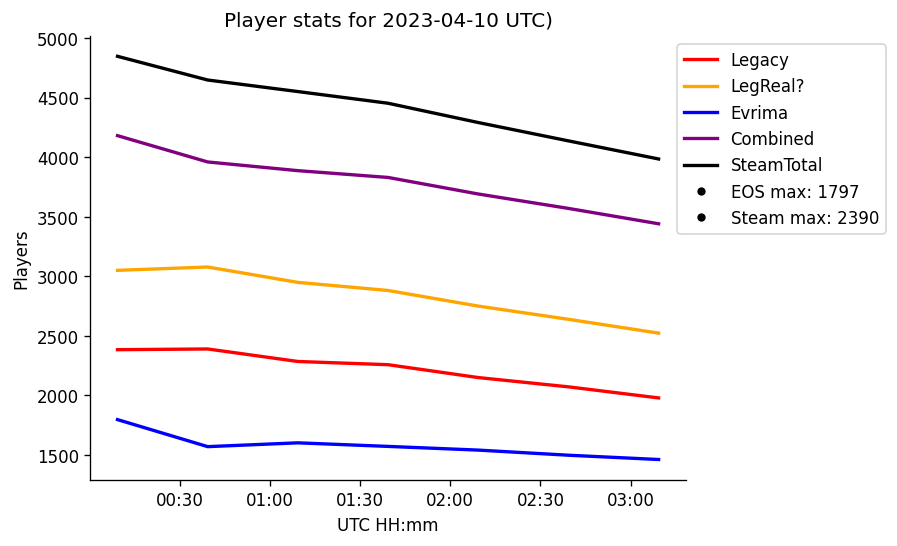 Player stats for 2023-04-10 UTC)
5000
4500
4000
3500
3000
2500
2000
1500
Players
00:30 01:00 01:30 02:00 02:30 03:00
UTC HH:mm
Legacy
LegReal?
Evrima
Combined
SteamTotal
EOS max: 1797
Steam max: 2390